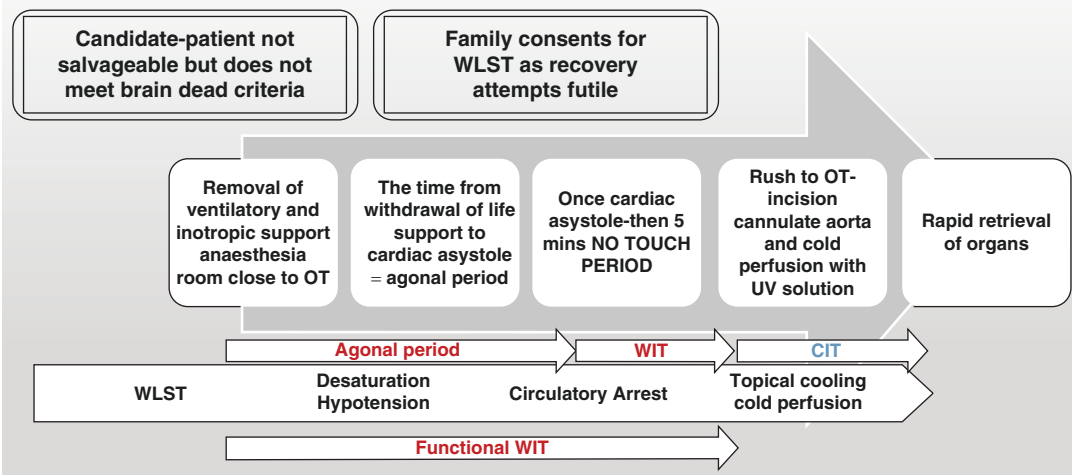 Candidate-patient not
salvageable but does not
meet brain dead criteria
Family consents for
WLST as recovery
attempts futile
Removal of
ventilatory and
inotropic support
anaesthesia
room close to OT
The time from
withdrawal of life
support to
cardiac asystole
= agonal period
Once cardiac
asystole-then 5
mins NO TOUCH
PERIOD
Rush to OT-
incision
cannulate aorta
and cold
perfusion with
UV solution
Rapid retrieval
of organs
Agonal period
WIT
CIT
WLST
Desaturation
Hypotension
Circulatory Arrest
Topical cooling
cold perfusion
Functional WIT